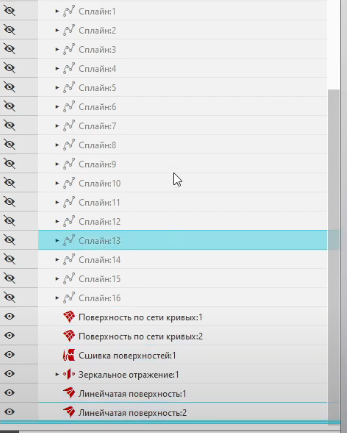 Сплайн:1
Сплайн:2
Сплайн:3
Сплайн:4
Сплайн:5
Сплайн:6
Сплайн:7
Сплайн:8
Сплайн:9
Сплайн:10
Сплайн:11
Сплайн:12
Сплайн:13
Сплайн:14
Сплайн:15
Сплайн:16
Поверхность по сети кривых:1
Поверхность по сети кривых:2
Сшивка поверхностей:1
Зеркальное отражение:1
Линейчатая поверхность:1
Линейчатая поверхность:2